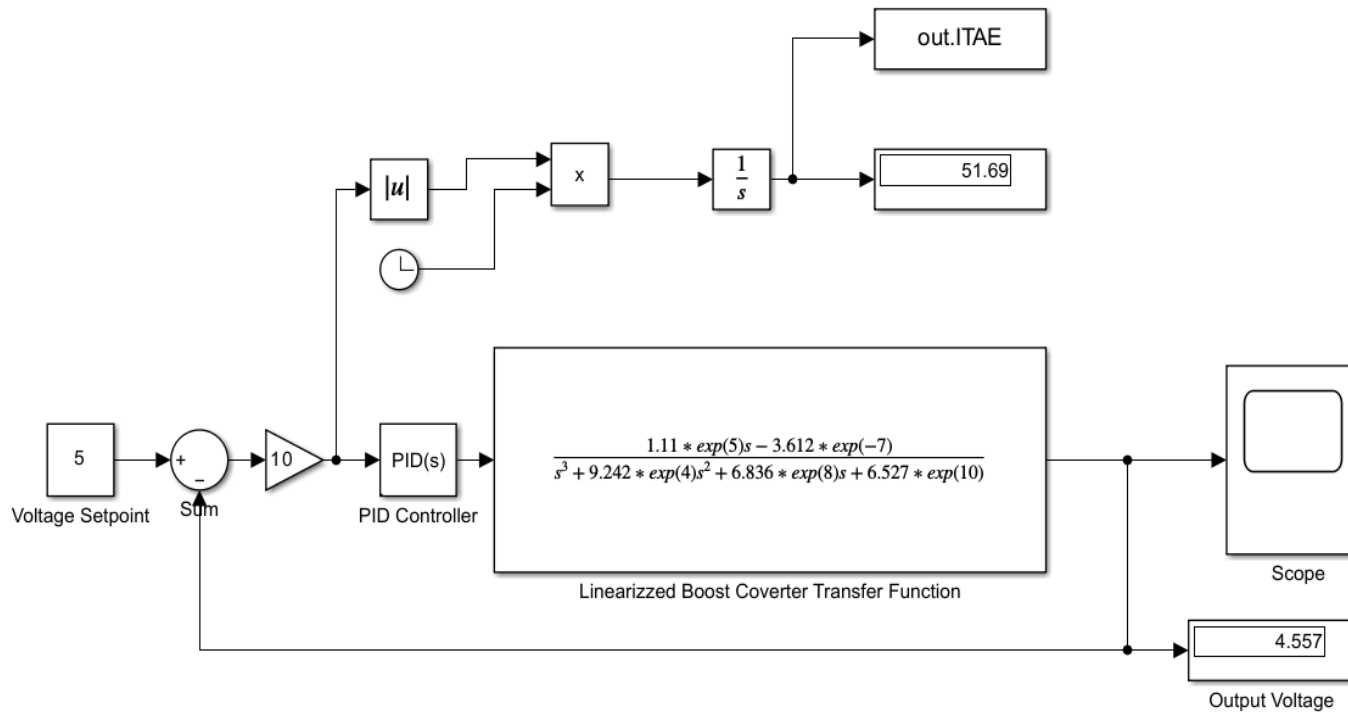 out.ITAE
51.69
|u|
x
1
s
5
Voltage Setpoint
+
−
Sum
10
PID(s)
PID Controller
1.11 * exp(5)s − 3.612 * exp(−7)
s³ + 9.242 * exp(4)s² + 6.836 * exp(8)s + 6.527 * exp(10)
Linearizzed Boost Coverter Transfer Function
Scope
4.557
Output Voltage